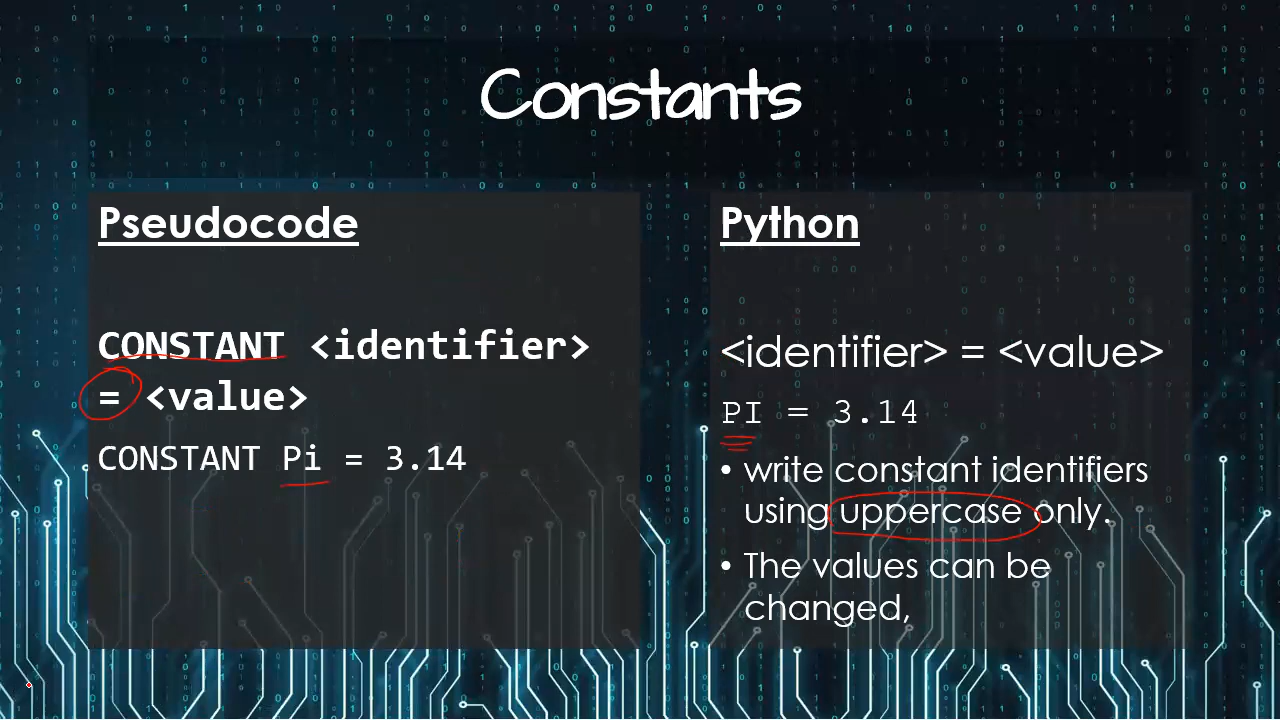 Constants
Pseudocode
CONSTANT <identifier>
= <value>
CONSTANT Pi = 3.14
Python
<identifier> = <value>
PI = 3.14
• write constant identifiers
using uppercase only.
• The values can be
changed,